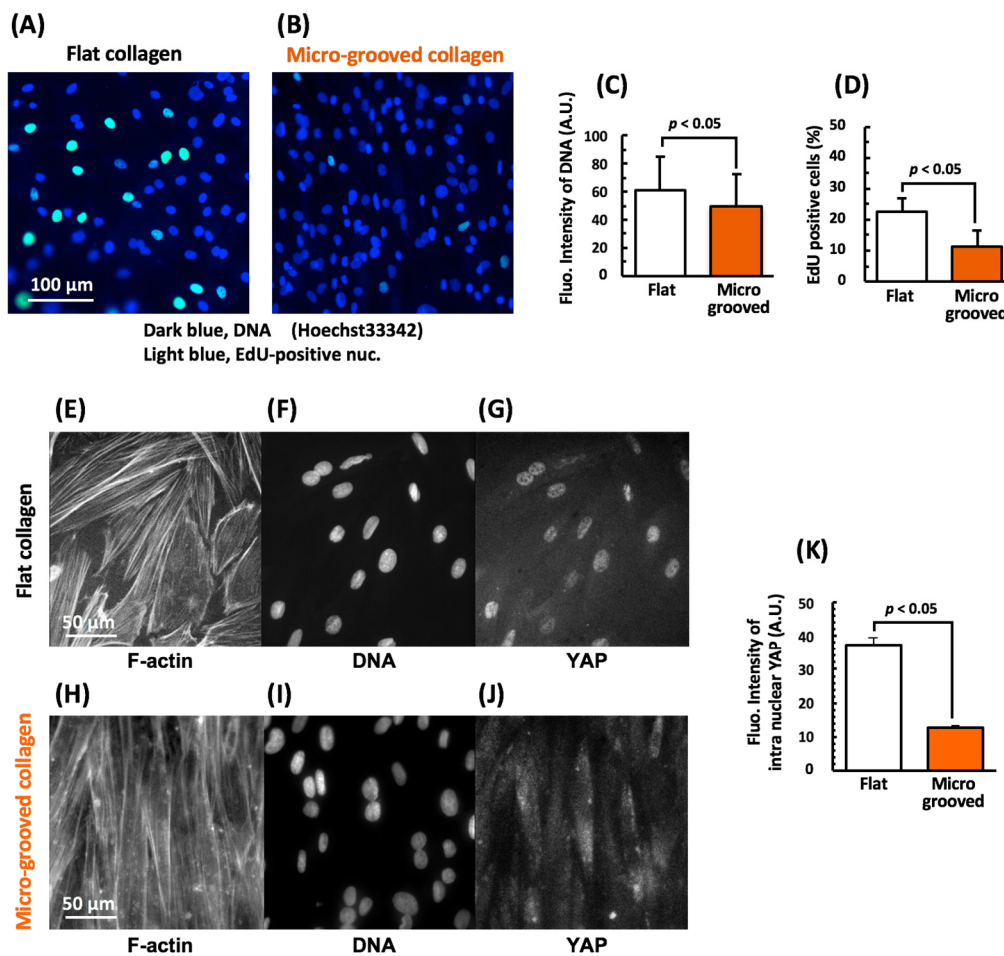 (A)
Flat collagen
(B)
Micro-grooved collagen
100 µm
Dark blue, DNA (Hoechst33342)
Light blue, EdU-positive nuc.
(C)
Fluo. Intensity of DNA (A.U.)
100
80
60
40
20
0
p < 0.05
Flat
Micro
grooved
(D)
EdU positive cells (%)
50
40
30
20
10
0
p < 0.05
Flat
Micro
grooved
(E)
(F)
(G)
Flat collagen
50 µm
F-actin
DNA
YAP
(H)
(I)
(J)
Micro-grooved collagen
50 µm
F-actin
DNA
YAP
(K)
Fluo. Intensity of
intra nuclear YAP (A.U.)
50
40
30
20
10
0
p < 0.05
Flat
Micro
grooved